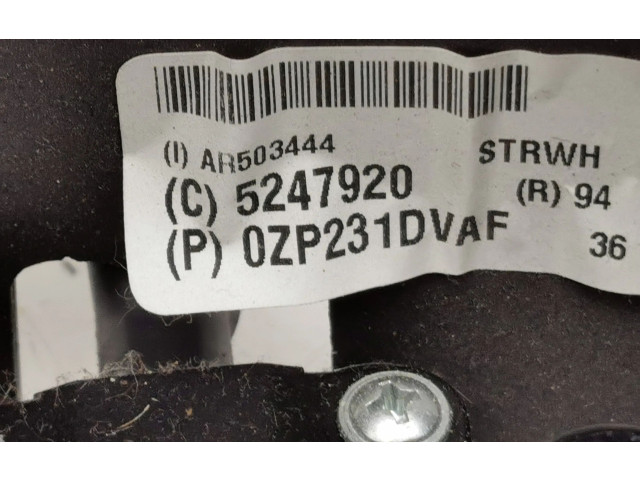 (I) AR503444 STRWH
(C) 5247920 (R) 94
(P) 0ZP231DVAF 36